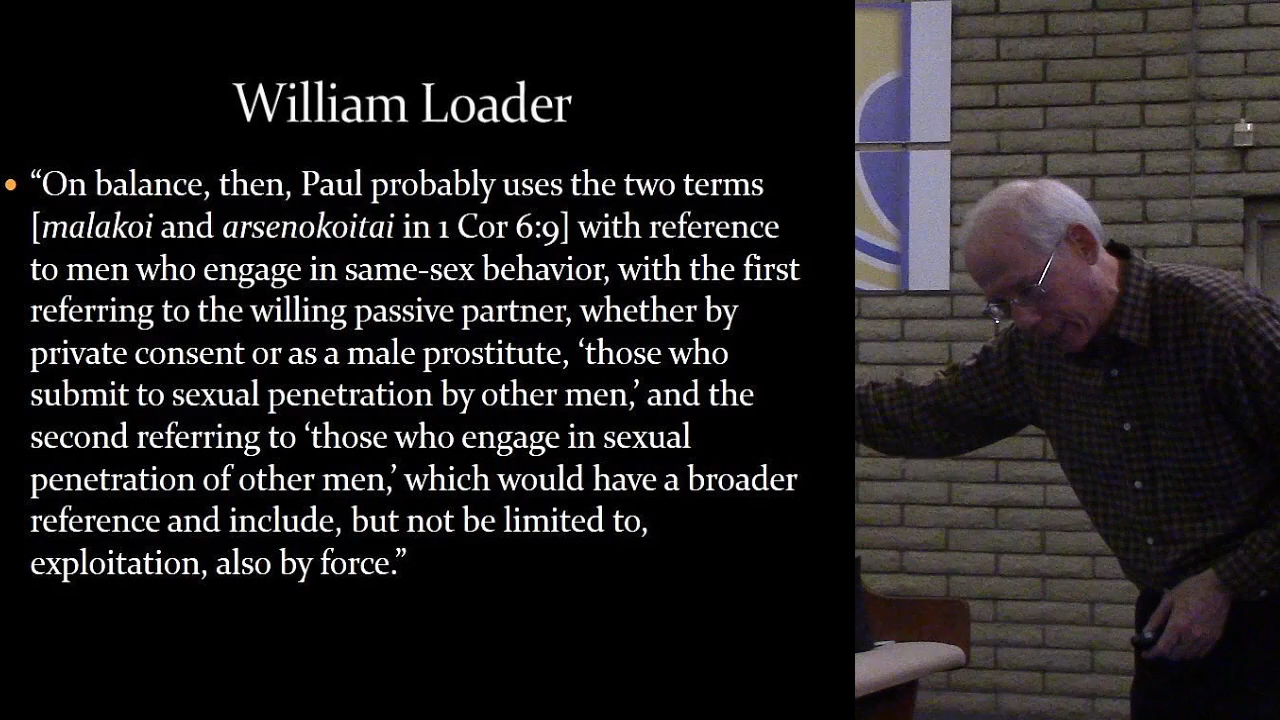 William Loader
“On balance, then, Paul probably uses the two terms
[malakoi and arsenokoitai in 1 Cor 6:9] with reference
to men who engage in same-sex behavior, with the first
referring to the willing passive partner, whether by
private consent or as a male prostitute, ‘those who
submit to sexual penetration by other men,’ and the
second referring to ‘those who engage in sexual
penetration of other men,’ which would have a broader
reference and include, but not be limited to,
exploitation, also by force.”